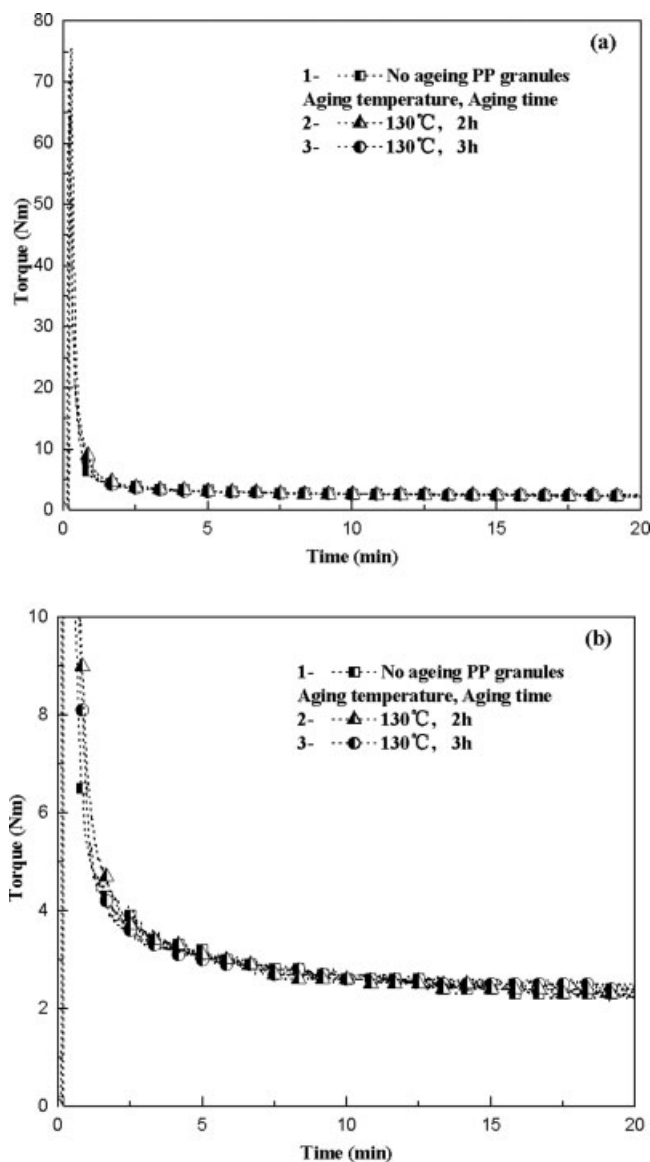 80
(a)
70
1- No ageing PP granules
Aging temperature, Aging time
60
2- 130℃, 2h
3- 130℃, 3h
50
40
30
20
10
0
Torque (Nm)
0 5 10 15 20
Time (min)
10
(b)
1- No ageing PP granules
Aging temperature, Aging time
8
2- 130℃, 2h
3- 130℃, 3h
6
4
2
0
Torque (Nm)
0 5 10 15 20
Time (min)